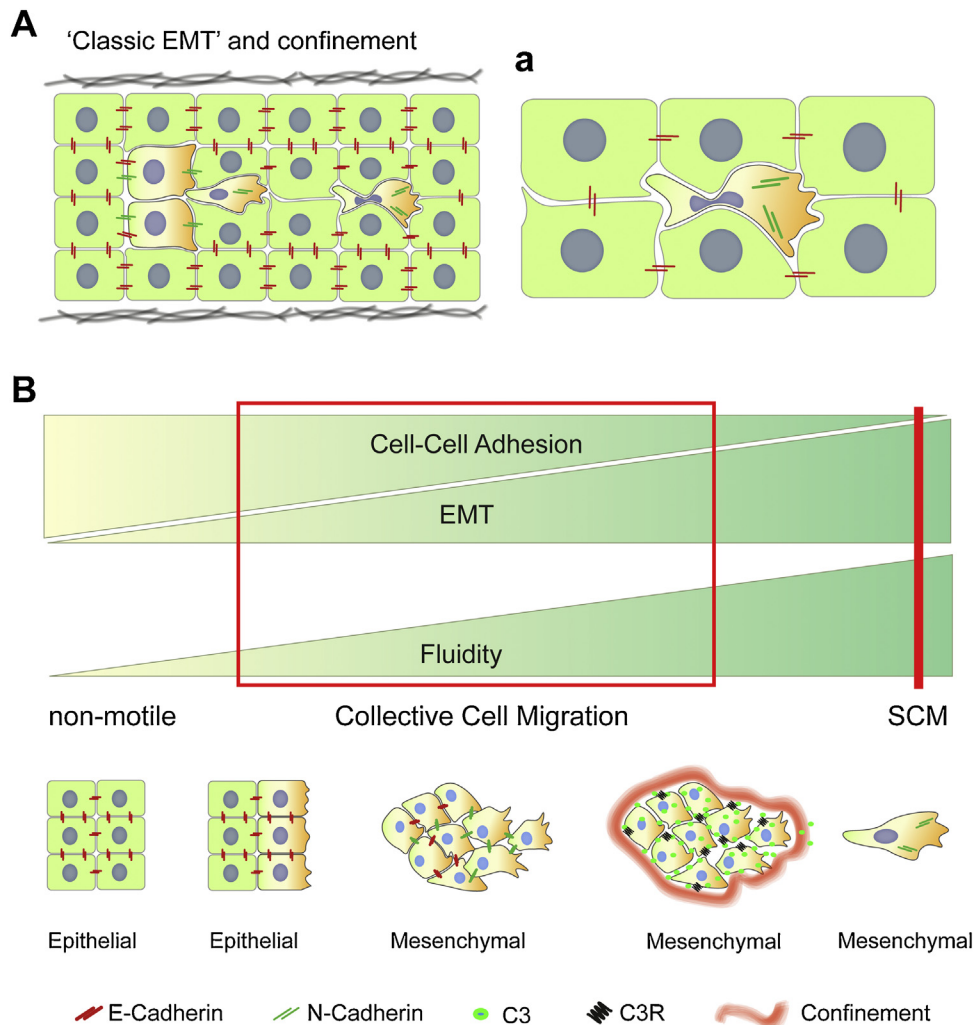 A
'Classic EMT' and confinement
a
B
Cell-Cell Adhesion
EMT
Fluidity
non-motile
Collective Cell Migration
SCM
Epithelial
Epithelial
Mesenchymal
Mesenchymal
Mesenchymal
E-Cadherin
N-Cadherin
C3
C3R
Confinement